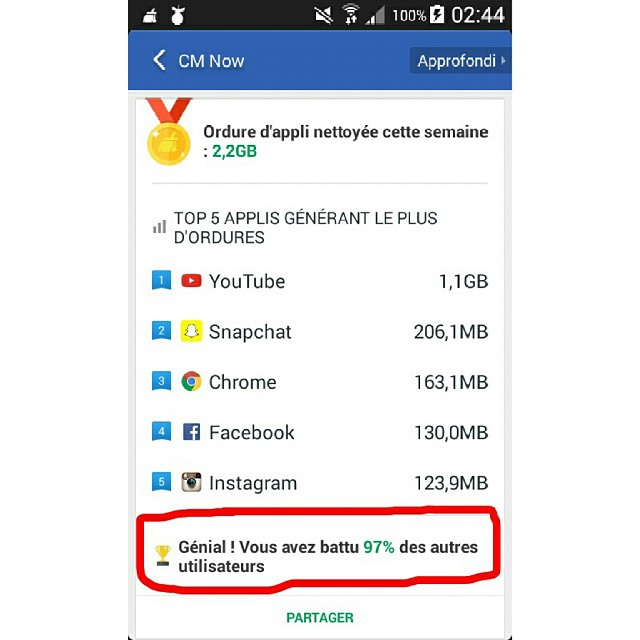 100% 02:44
CM Now Approfondi
Ordure d'appli nettoyée cette semaine
: 2,2GB
TOP 5 APPLIS GÉNÉRANT LE PLUS
D'ORDURES
1 YouTube 1,1GB
2 Snapchat 206,1MB
3 Chrome 163,1MB
4 Facebook 130,0MB
5 Instagram 123,9MB
Génial ! Vous avez battu 97% des autres
utilisateurs
PARTAGER